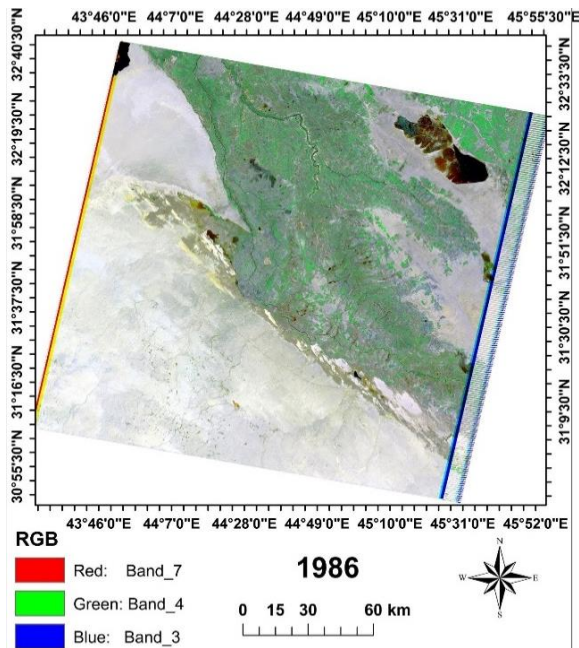 43°46'0"E 44°7'0"E 44°28'0"E 44°49'0"E 45°10'0"E 45°31'0"E 45°55'30"E
32°40'30"N
32°19'30"N
31°58'30"N
31°37'30"N
31°16'30"N
30°55'30"N
32°33'30"N
32°12'30"N
31°51'30"N
31°30'30"N
31°9'30"N
43°46'0"E 44°7'0"E 44°28'0"E 44°49'0"E 45°10'0"E 45°31'0"E 45°52'0"E
RGB
Red: Band_7
Green: Band_4
Blue: Band_3
1986
0 15 30 60 km
N
W E
S